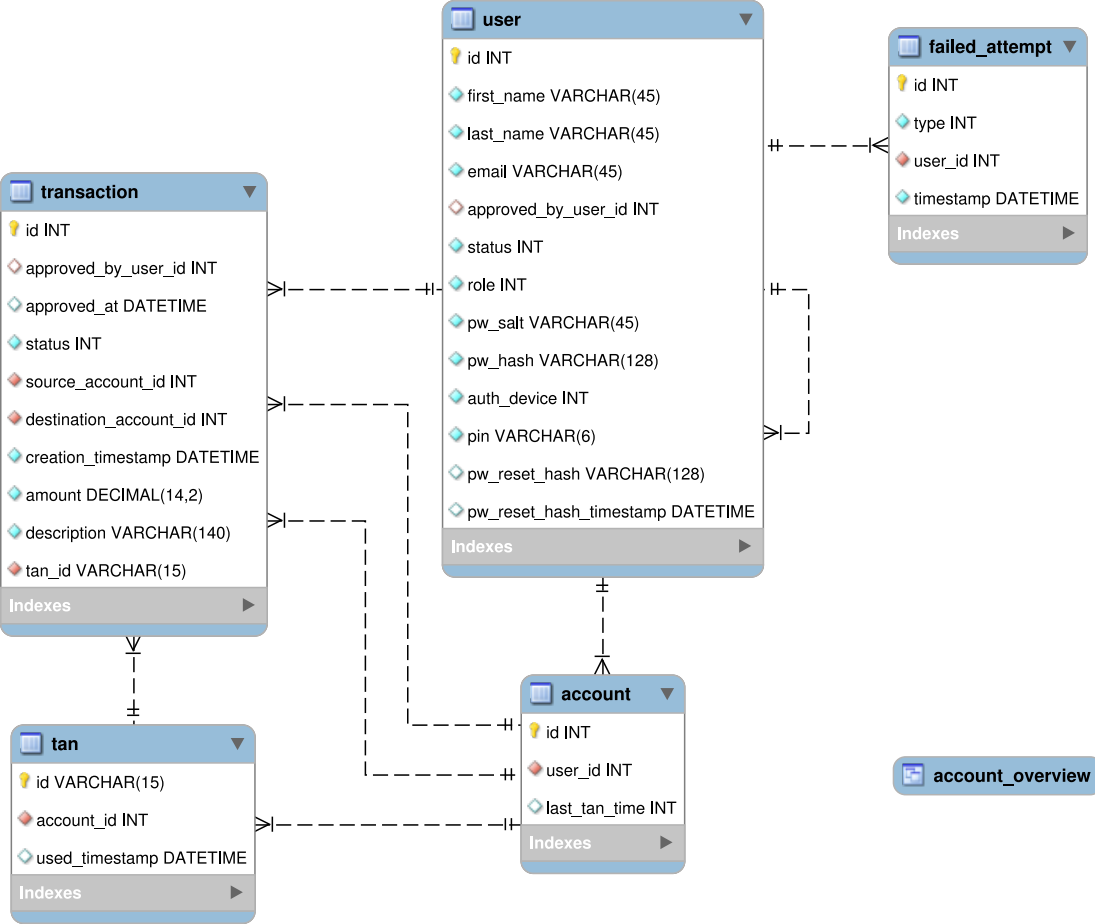 user
id INT
first_name VARCHAR(45)
last_name VARCHAR(45)
email VARCHAR(45)
approved_by_user_id INT
status INT
role INT
pw_salt VARCHAR(45)
pw_hash VARCHAR(128)
auth_device INT
pin VARCHAR(6)
pw_reset_hash VARCHAR(128)
pw_reset_hash_timestamp DATETIME
Indexes
failed_attempt
id INT
type INT
user_id INT
timestamp DATETIME
Indexes
transaction
id INT
approved_by_user_id INT
approved_at DATETIME
status INT
source_account_id INT
destination_account_id INT
creation_timestamp DATETIME
amount DECIMAL(14,2)
description VARCHAR(140)
tan_id VARCHAR(15)
Indexes
account
id INT
user_id INT
last_tan_time INT
Indexes
tan
id VARCHAR(15)
account_id INT
used_timestamp DATETIME
Indexes
account_overview